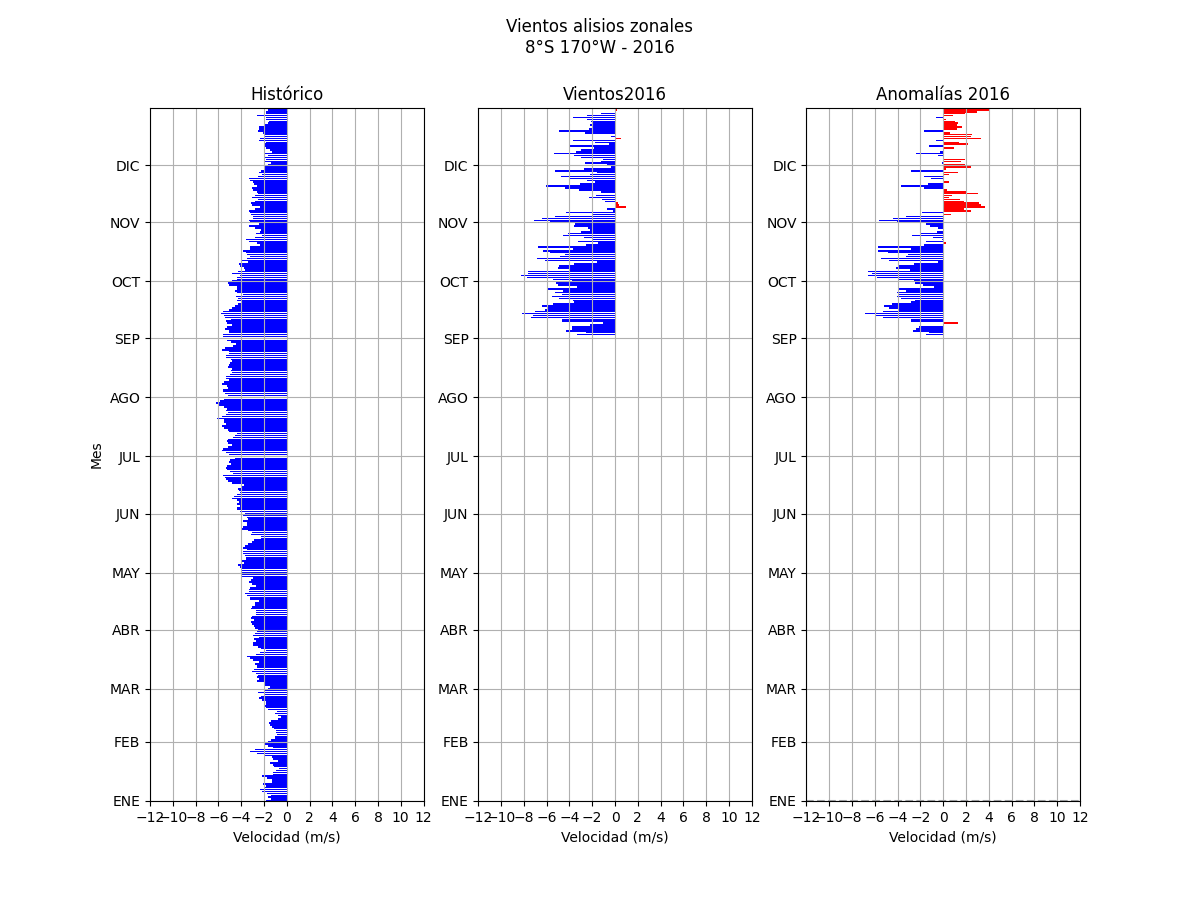 Vientos alisios zonales
8°S 170°W - 2016
Histórico
Vientos2016
Anomalías 2016
Mes
DIC
NOV
OCT
SEP
AGO
JUL
JUN
MAY
ABR
MAR
FEB
ENE
−12 −10 −8 −6 −4 −2 0 2 4 6 8 10 12
Velocidad (m/s)
DIC
NOV
OCT
SEP
AGO
JUL
JUN
MAY
ABR
MAR
FEB
ENE
−12 −10 −8 −6 −4 −2 0 2 4 6 8 10 12
Velocidad (m/s)
DIC
NOV
OCT
SEP
AGO
JUL
JUN
MAY
ABR
MAR
FEB
ENE
−12 −10 −8 −6 −4 −2 0 2 4 6 8 10 12
Velocidad (m/s)